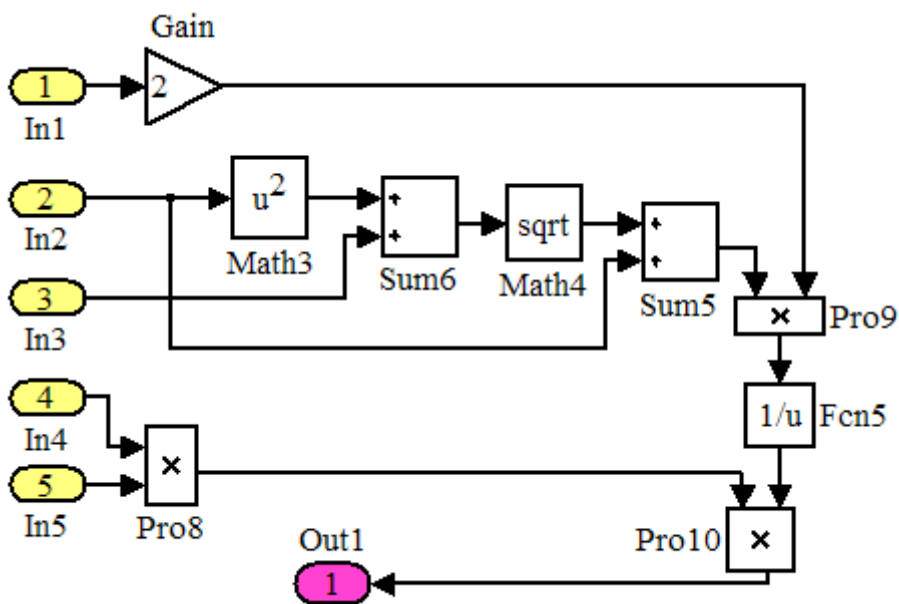 Gain
1
2
In1
2
u²
sqrt
In2
Math3
Sum6
Math4
Sum5
3
In3
×
Pro9
4
In4
1/u
Fcn5
5
×
In5
Pro8
Out1
Pro10
×
1